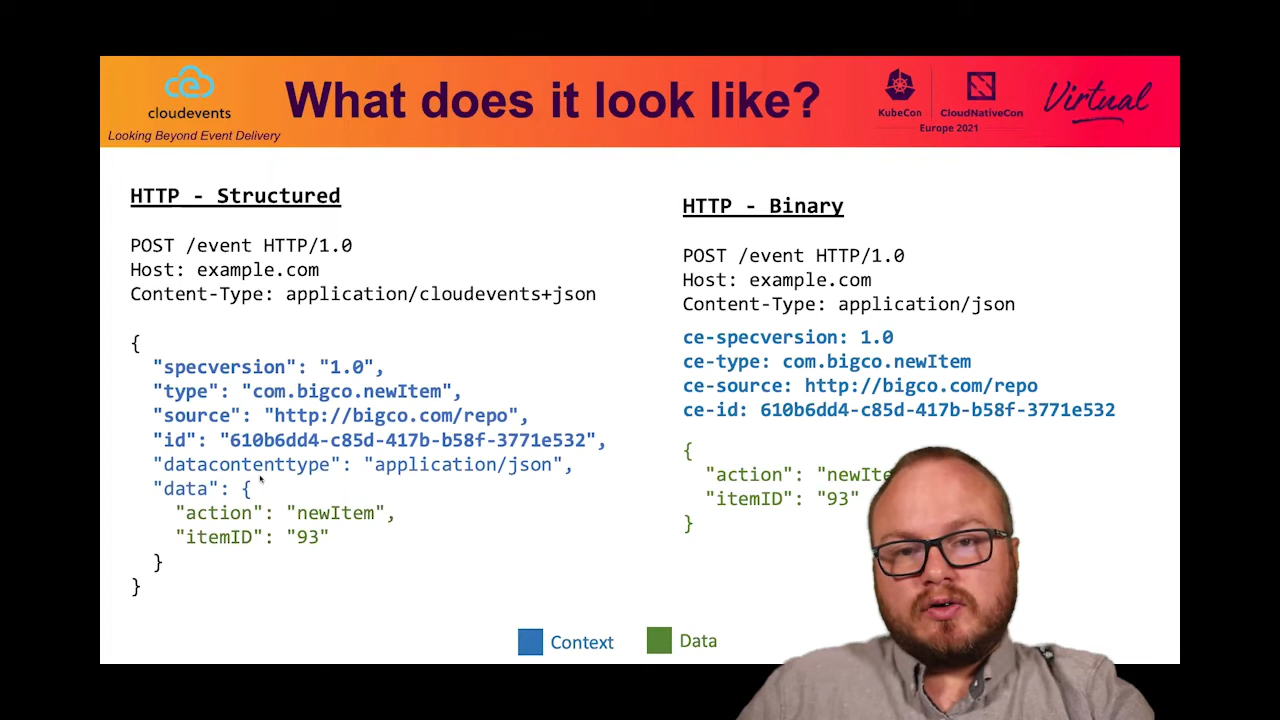 cloudevents
Looking Beyond Event Delivery
What does it look like?
KubeCon
CloudNativeCon
Europe 2021
Virtual
HTTP - Structured
POST /event HTTP/1.0
Host: example.com
Content-Type: application/cloudevents+json
{
"specversion": "1.0",
"type": "com.bigco.newItem",
"source": "http://bigco.com/repo",
"id": "610b6dd4-c85d-417b-b58f-3771e532",
"datacontenttype": "application/json",
"data": {
"action": "newItem",
"itemID": "93"
}
}
HTTP - Binary
POST /event HTTP/1.0
Host: example.com
Content-Type: application/json
ce-specversion: 1.0
ce-type: com.bigco.newItem
ce-source: http://bigco.com/repo
ce-id: 610b6dd4-c85d-417b-b58f-3771e532
{
"action":
"itemID": "93"
}
Context
Data